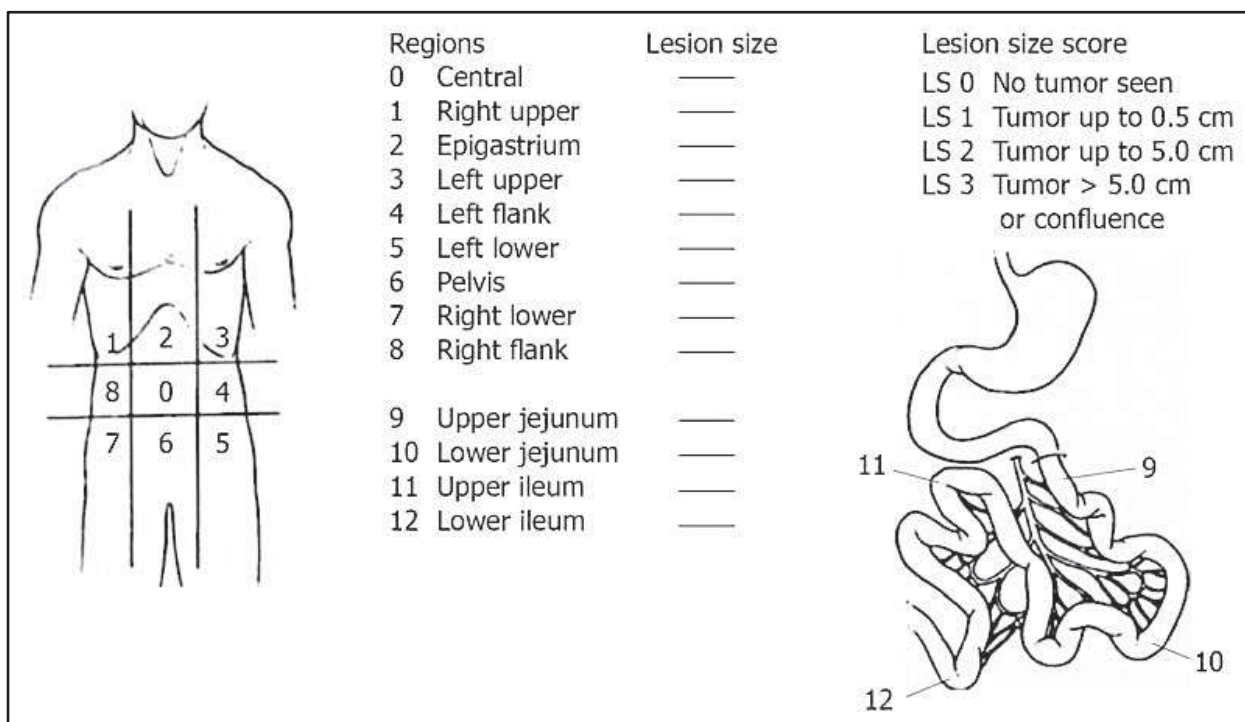 Regions Lesion size
0 Central
1 Right upper
2 Epigastrium
3 Left upper
4 Left flank
5 Left lower
6 Pelvis
7 Right lower
8 Right flank
9 Upper jejunum
10 Lower jejunum
11 Upper ileum
12 Lower ileum
Lesion size score
LS 0 No tumor seen
LS 1 Tumor up to 0.5 cm
LS 2 Tumor up to 5.0 cm
LS 3 Tumor > 5.0 cm
or confluence
1 2 3
8 0 4
7 6 5
11 9
12 10